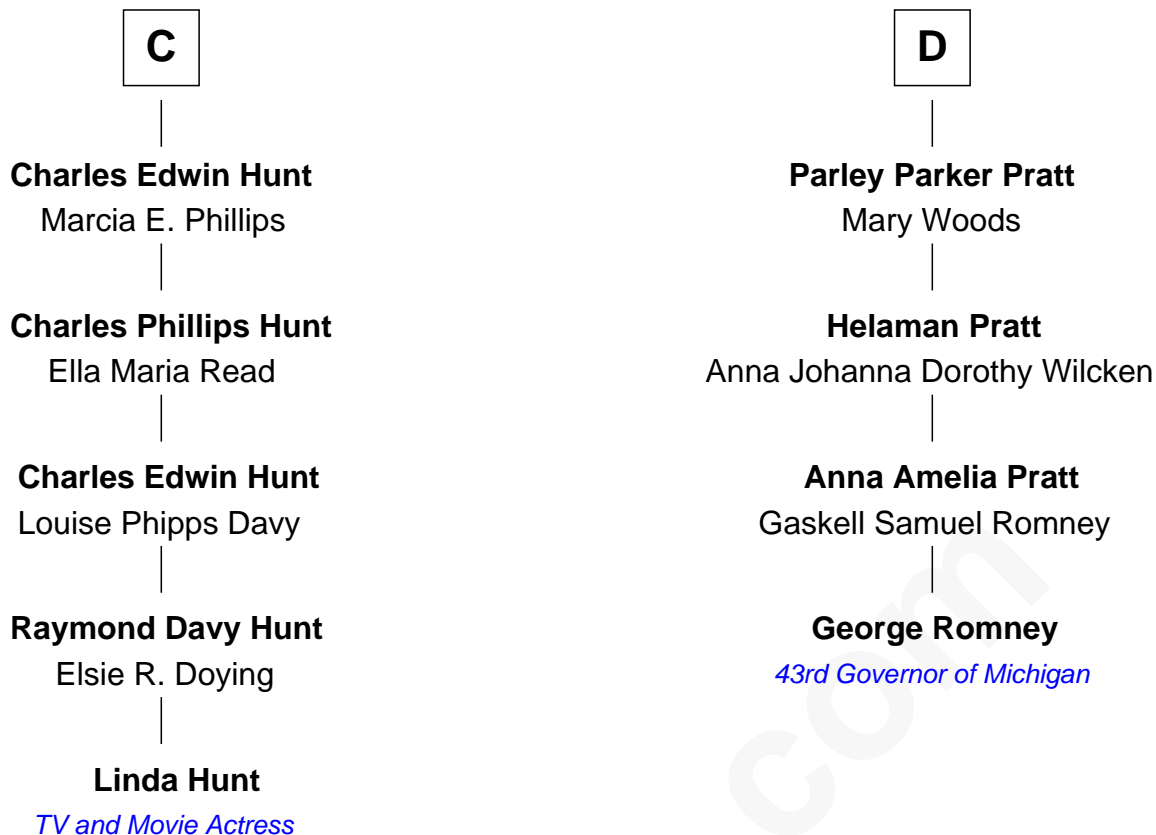 C
Charles Edwin Hunt
Marcia E. Phillips
Charles Phillips Hunt
Ella Maria Read
Charles Edwin Hunt
Louise Phipps Davy
Raymond Davy Hunt
Elsie R. Doying
Linda Hunt
TV and Movie Actress
D
Parley Parker Pratt
Mary Woods
Helaman Pratt
Anna Johanna Dorothy Wilcken
Anna Amelia Pratt
Gaskell Samuel Romney
George Romney
43rd Governor of Michigan
com